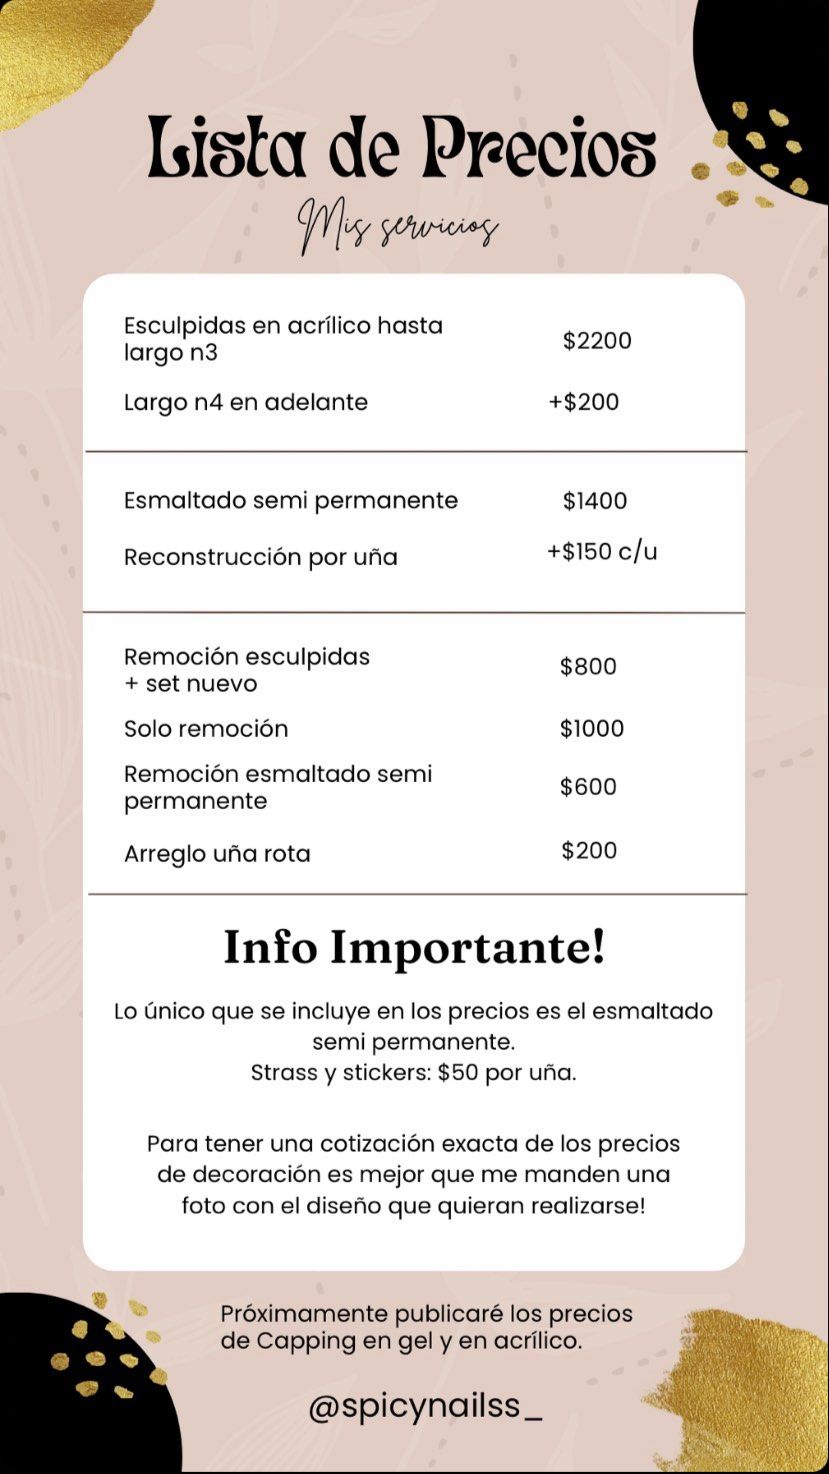 Lista de Precios
Mis servicios
Esculpidas en acrílico hasta
largo n3
$2200
Largo n4 en adelante
+$200
Esmaltado semi permanente
$1400
Reconstrucción por uña
+$150 c/u
Remoción esculpidas
+ set nuevo
$800
Solo remoción
$1000
Remoción esmaltado semi
permanente
$600
Arreglo uña rota
$200
Info Importante!
Lo único que se incluye en los precios es el esmaltado
semi permanente.
Strass y stickers: $50 por uña.
Para tener una cotización exacta de los precios
de decoración es mejor que me manden una
foto con el diseño que quieran realizarse!
Próximamente publicaré los precios
de Capping en gel y en acrílico.
@spicynailss_